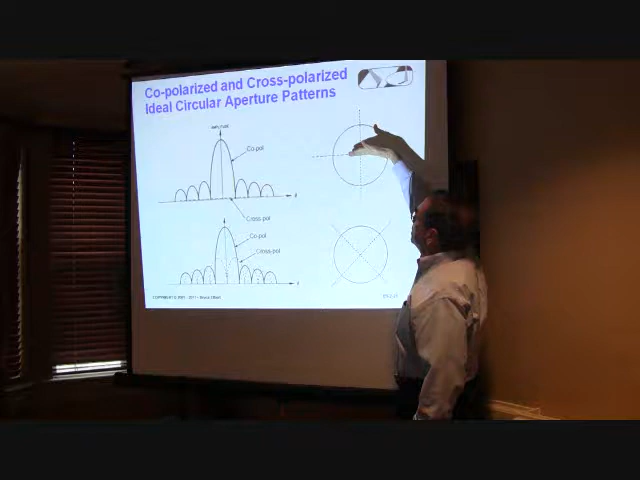 Co-polarized and Cross-polarized
Ideal Circular Aperture Patterns
Co-pol
Cross-pol
Co-pol
Cross-pol